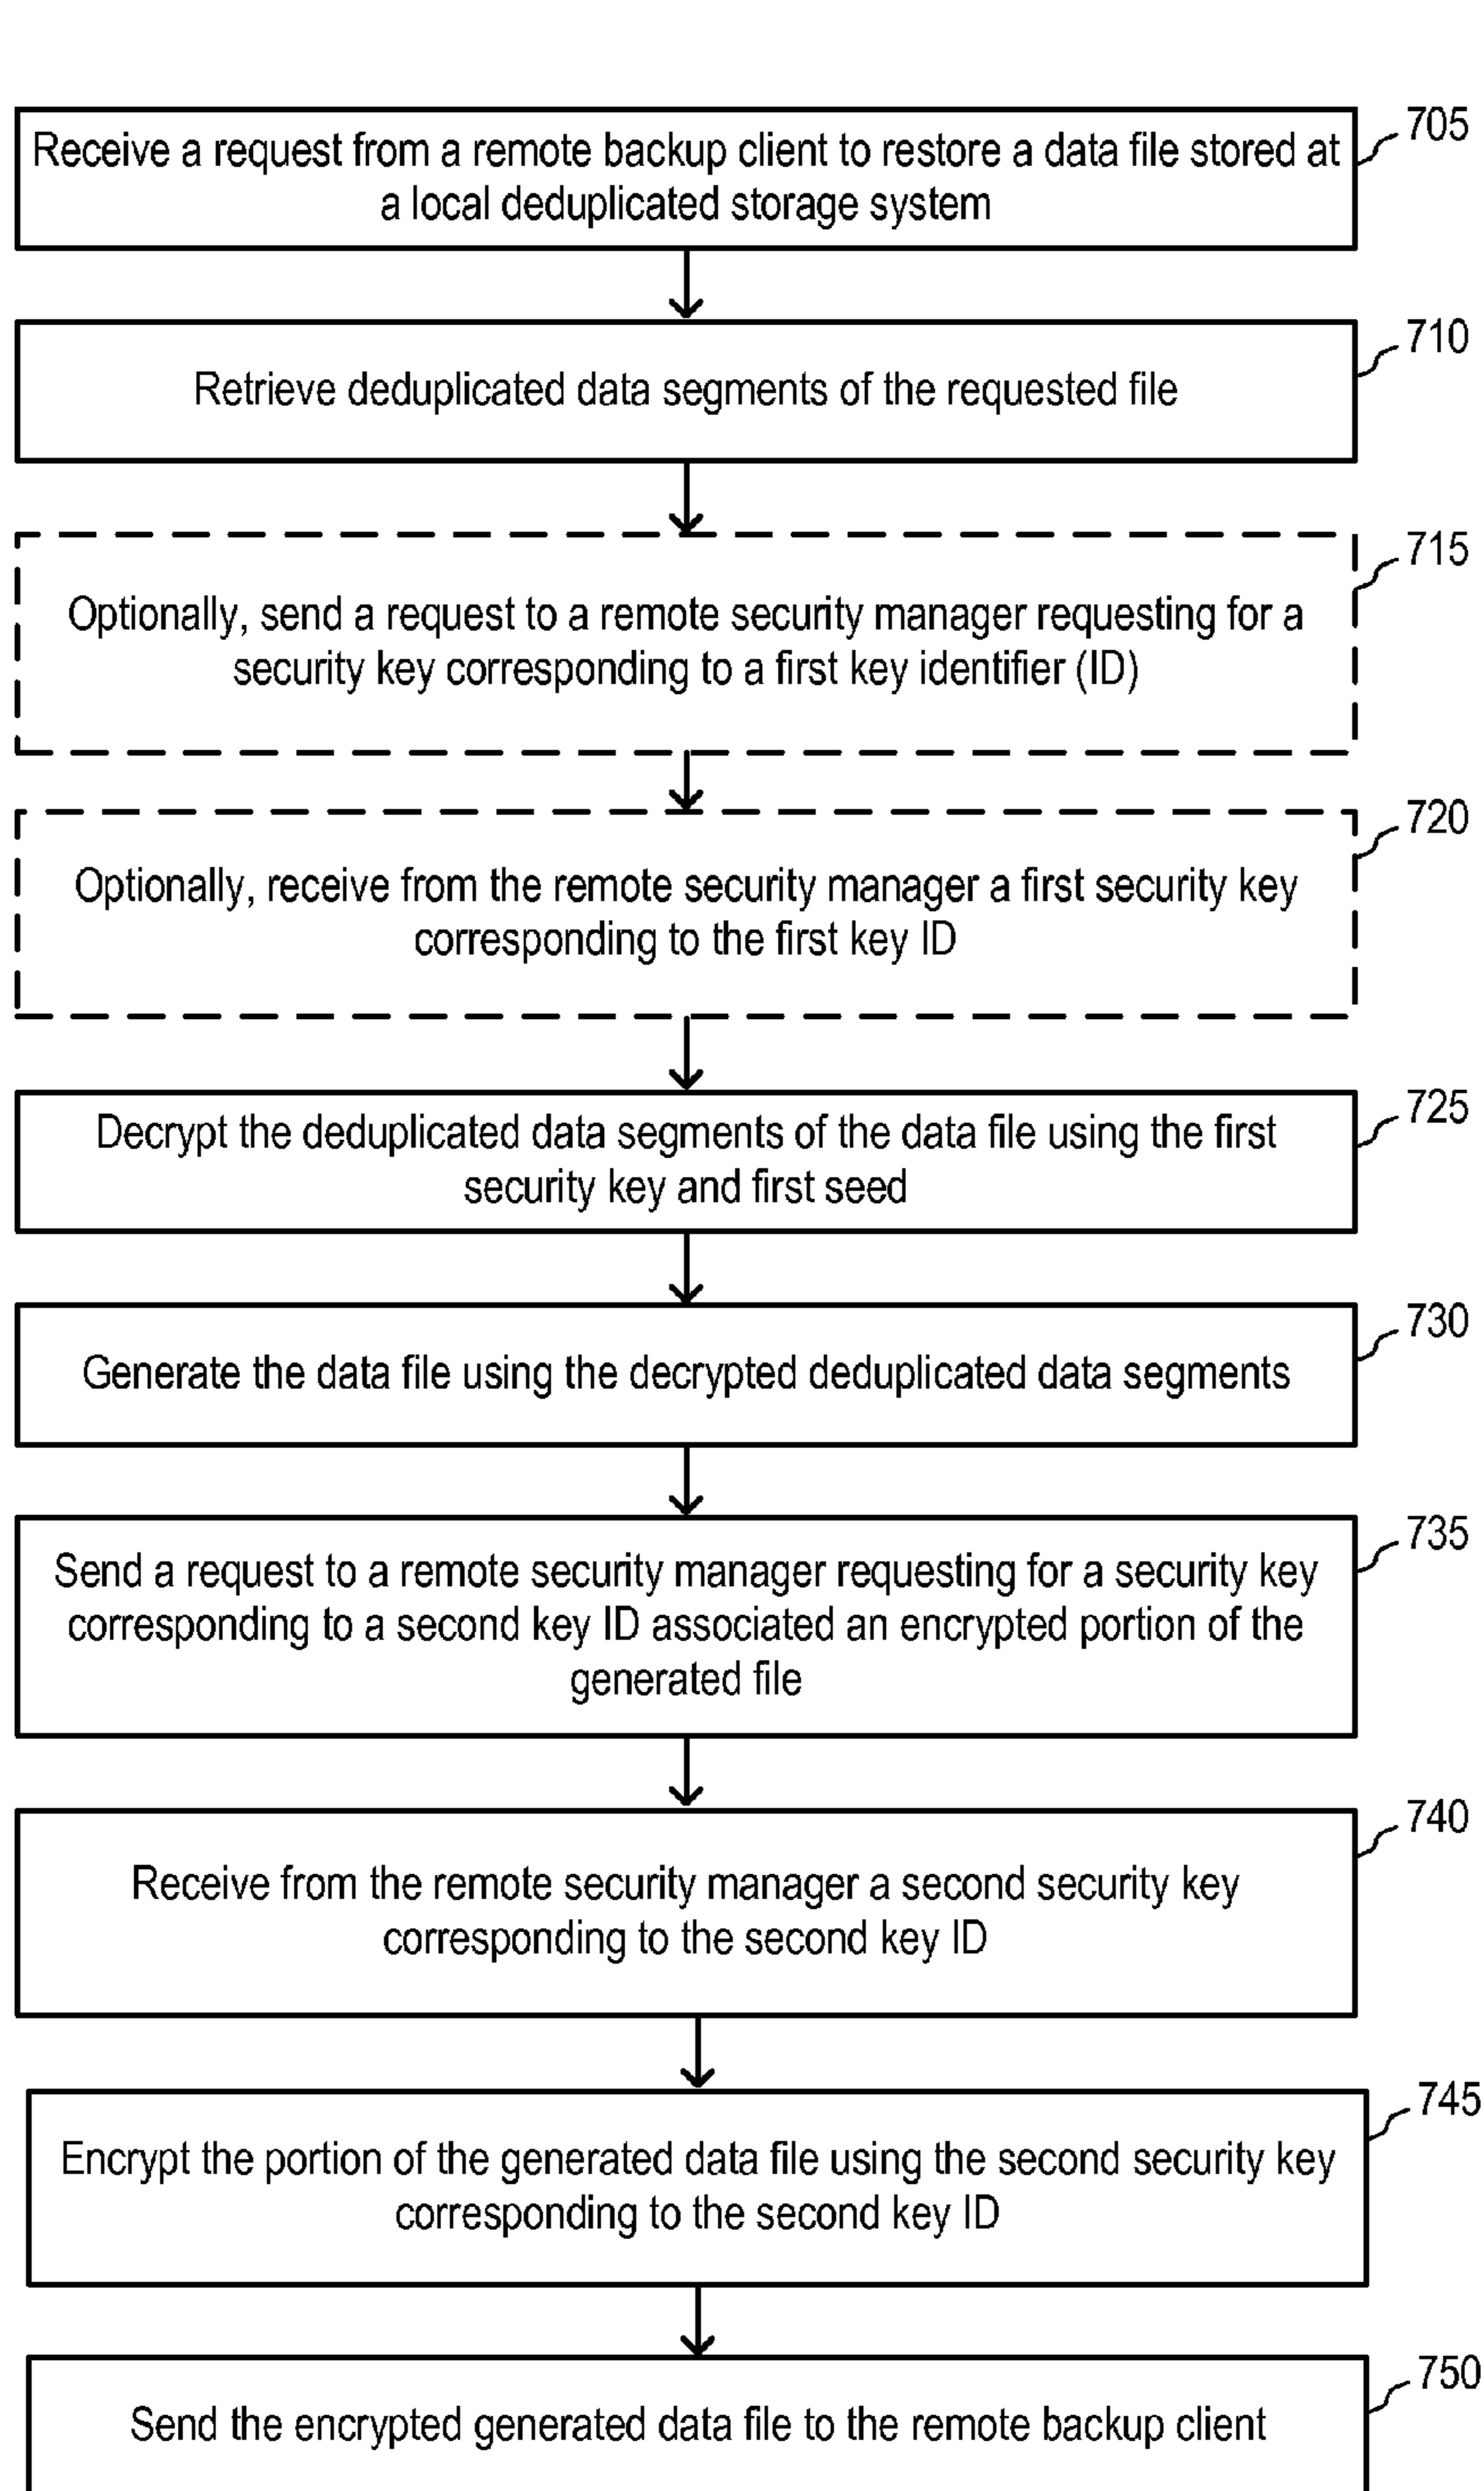 705
Receive a request from a remote backup client to restore a data file stored at
a local deduplicated storage system
710
Retrieve deduplicated data segments of the requested file
715
Optionally, send a request to a remote security manager requesting for a
security key corresponding to a first key identifier (ID)
720
Optionally, receive from the remote security manager a first security key
corresponding to the first key ID
725
Decrypt the deduplicated data segments of the data file using the first
security key and first seed
730
Generate the data file using the decrypted deduplicated data segments
735
Send a request to a remote security manager requesting for a security key
corresponding to a second key ID associated an encrypted portion of the
generated file
740
Receive from the remote security manager a second security key
corresponding to the second key ID
745
Encrypt the portion of the generated data file using the second security key
corresponding to the second key ID
750
Send the encrypted generated data file to the remote backup client